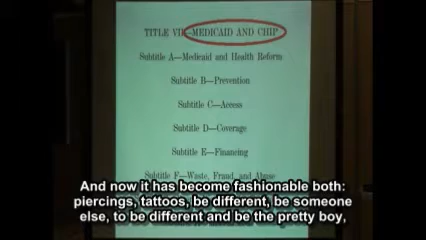 TITLE VII—MEDICAID AND CHIP
Subtitle A—Medicaid and Health Reform
Subtitle B—Prevention
Subtitle C—Access
Subtitle D—Coverage
Subtitle E—Financing
Subtitle F—Waste, Fraud, and Abuse
And now it has become fashionable both:
piercings, tattoos, be different, be someone
else, to be different and be the pretty boy,